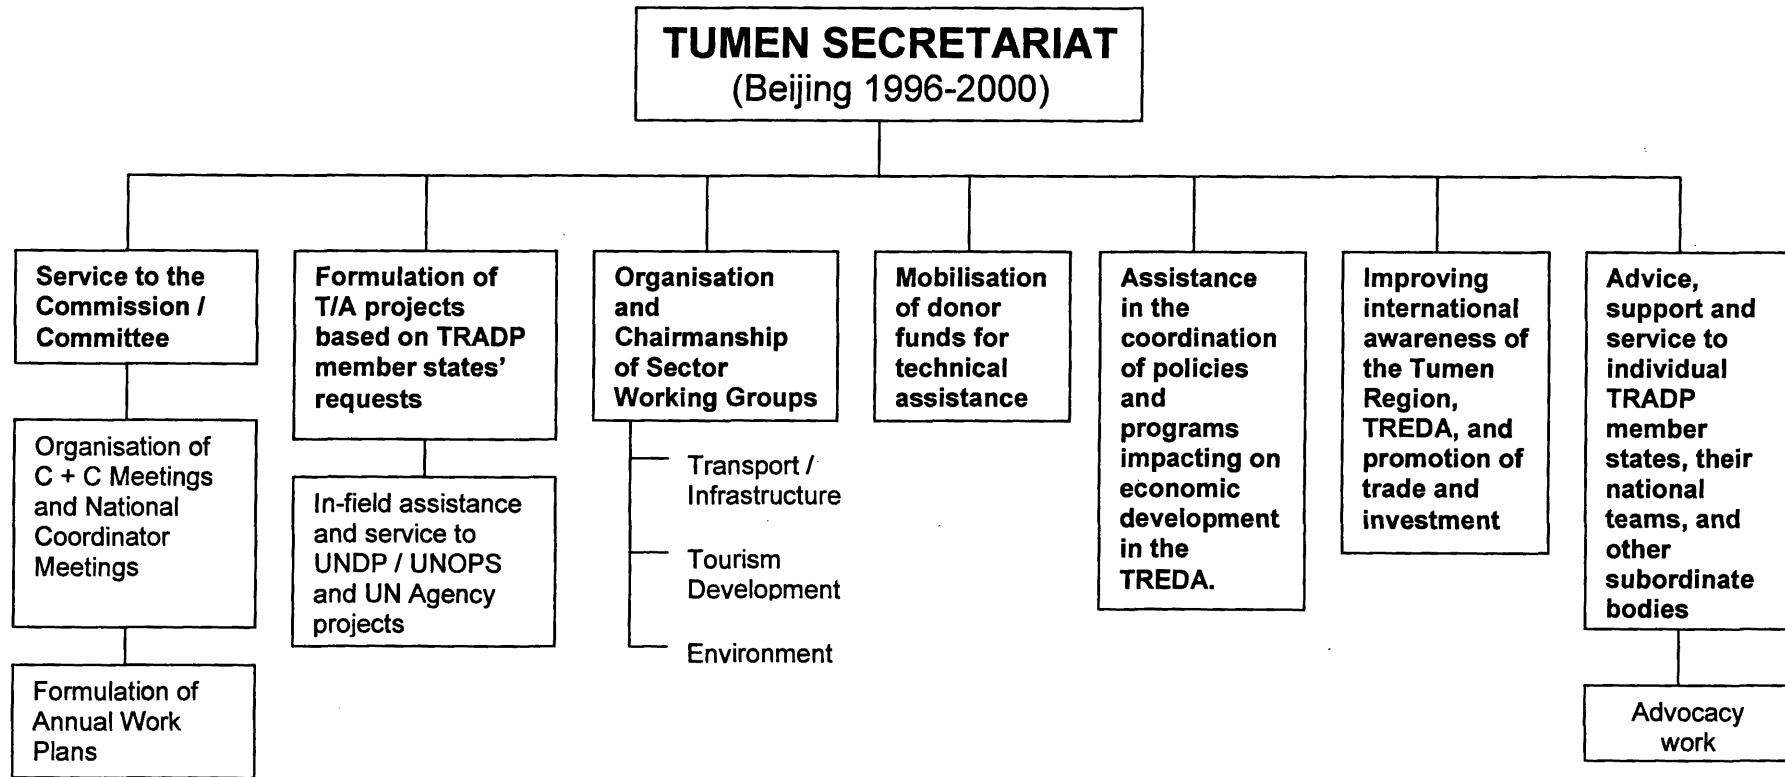 TUMEN SECRETARIAT
(Beijing 1996-2000)
Service to the
Commission /
Committee
Organisation of
C + C Meetings
and National
Coordinator
Meetings
Formulation of
Annual Work
Plans
Formulation of
T/A projects
based on TRADP
member states’
requests
In-field assistance
and service to
UNDP / UNOPS
and UN Agency
projects
Organisation
and
Chairmanship
of Sector
Working Groups
Transport /
Infrastructure
Tourism
Development
Environment
Mobilisation
of donor
funds for
technical
assistance
Assistance
in the
coordination
of policies
and
programs
impacting on
economic
development
in the
TREDA.
Improving
international
awareness of
the Tumen
Region,
TREDA, and
promotion of
trade and
investment
Advice,
support and
service to
individual
TRADP
member
states, their
national
teams, and
other
subordinate
bodies
Advocacy
work